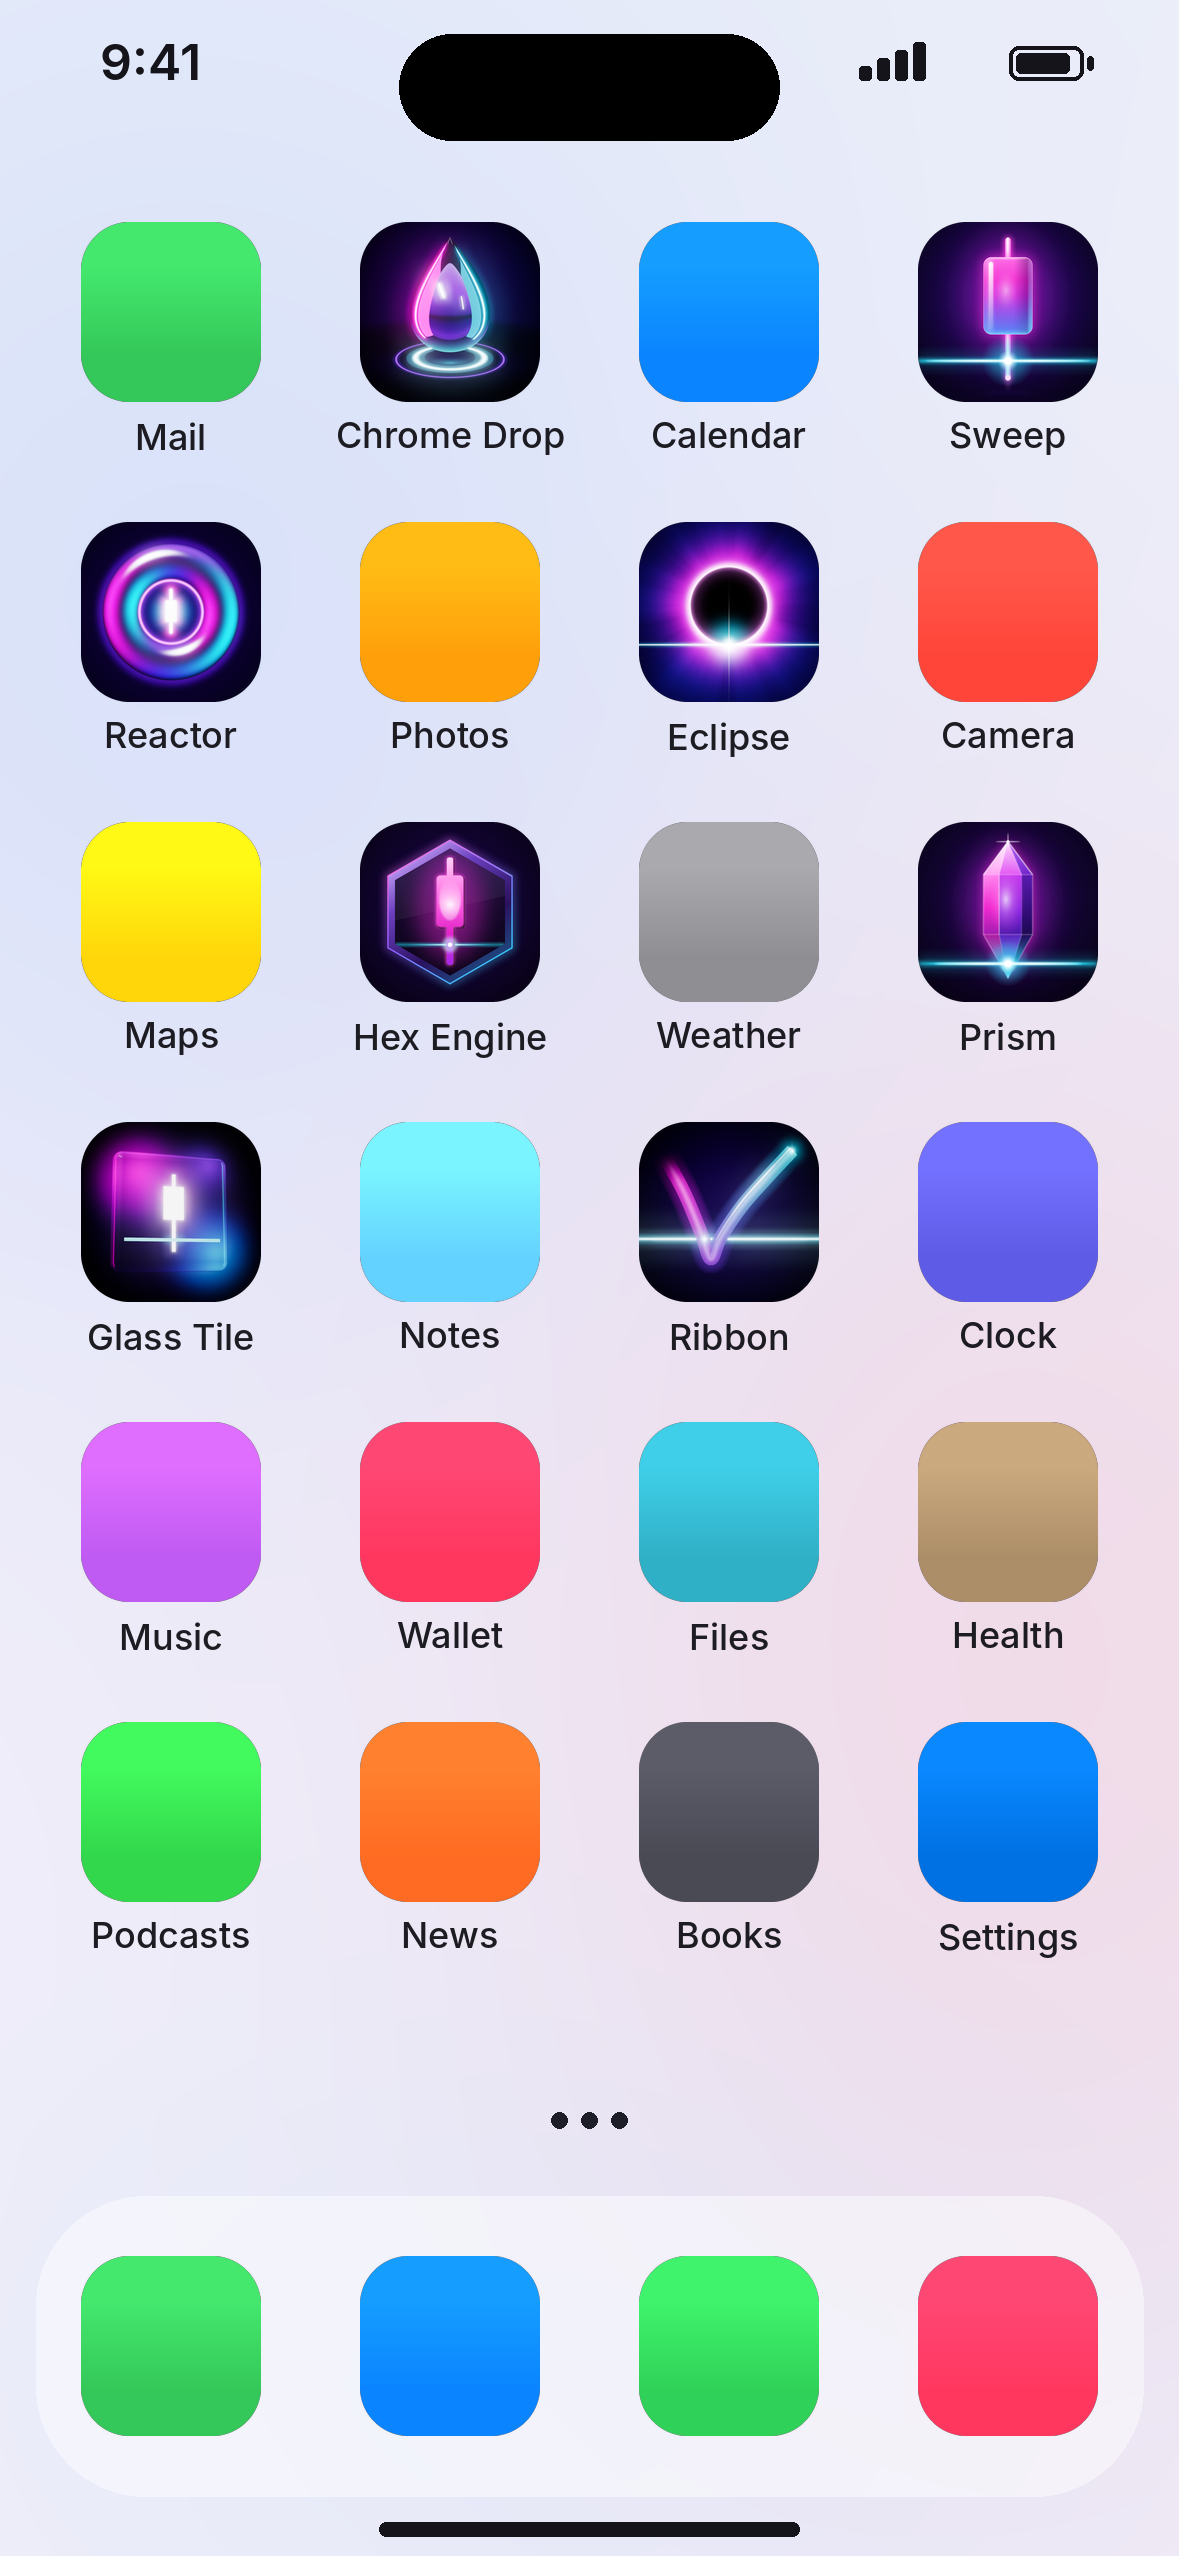 9:41
Mail Chrome Drop Calendar Sweep
Reactor Photos Eclipse Camera
Maps Hex Engine Weather Prism
Glass Tile Notes Ribbon Clock
Music Wallet Files Health
Podcasts News Books Settings